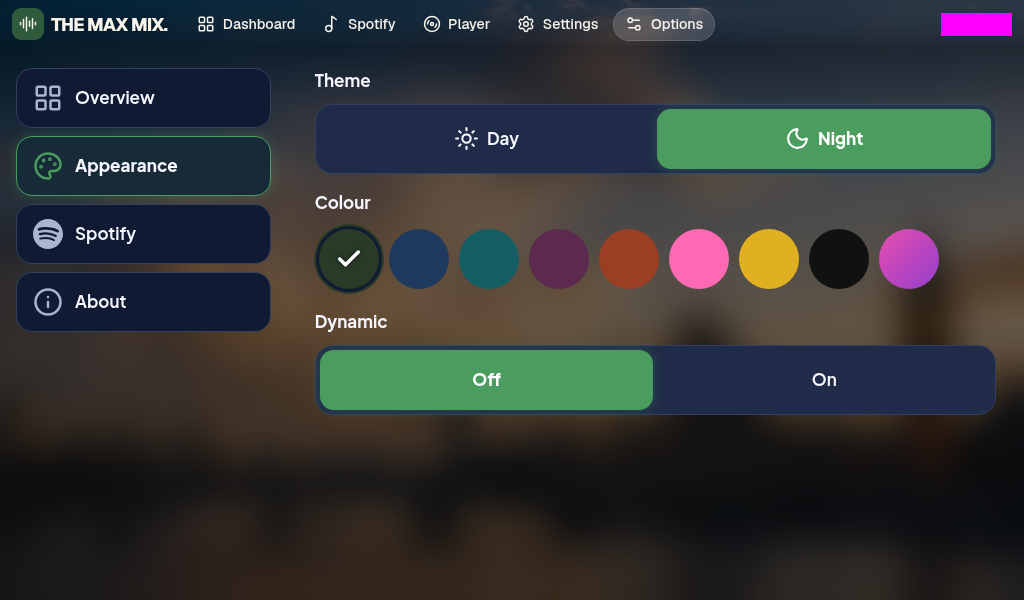 THE MAX MIX.
Dashboard
Spotify
Player
Settings
Options
Overview
Appearance
Spotify
About
Theme
Day
Night
Colour
Dynamic
Off
On